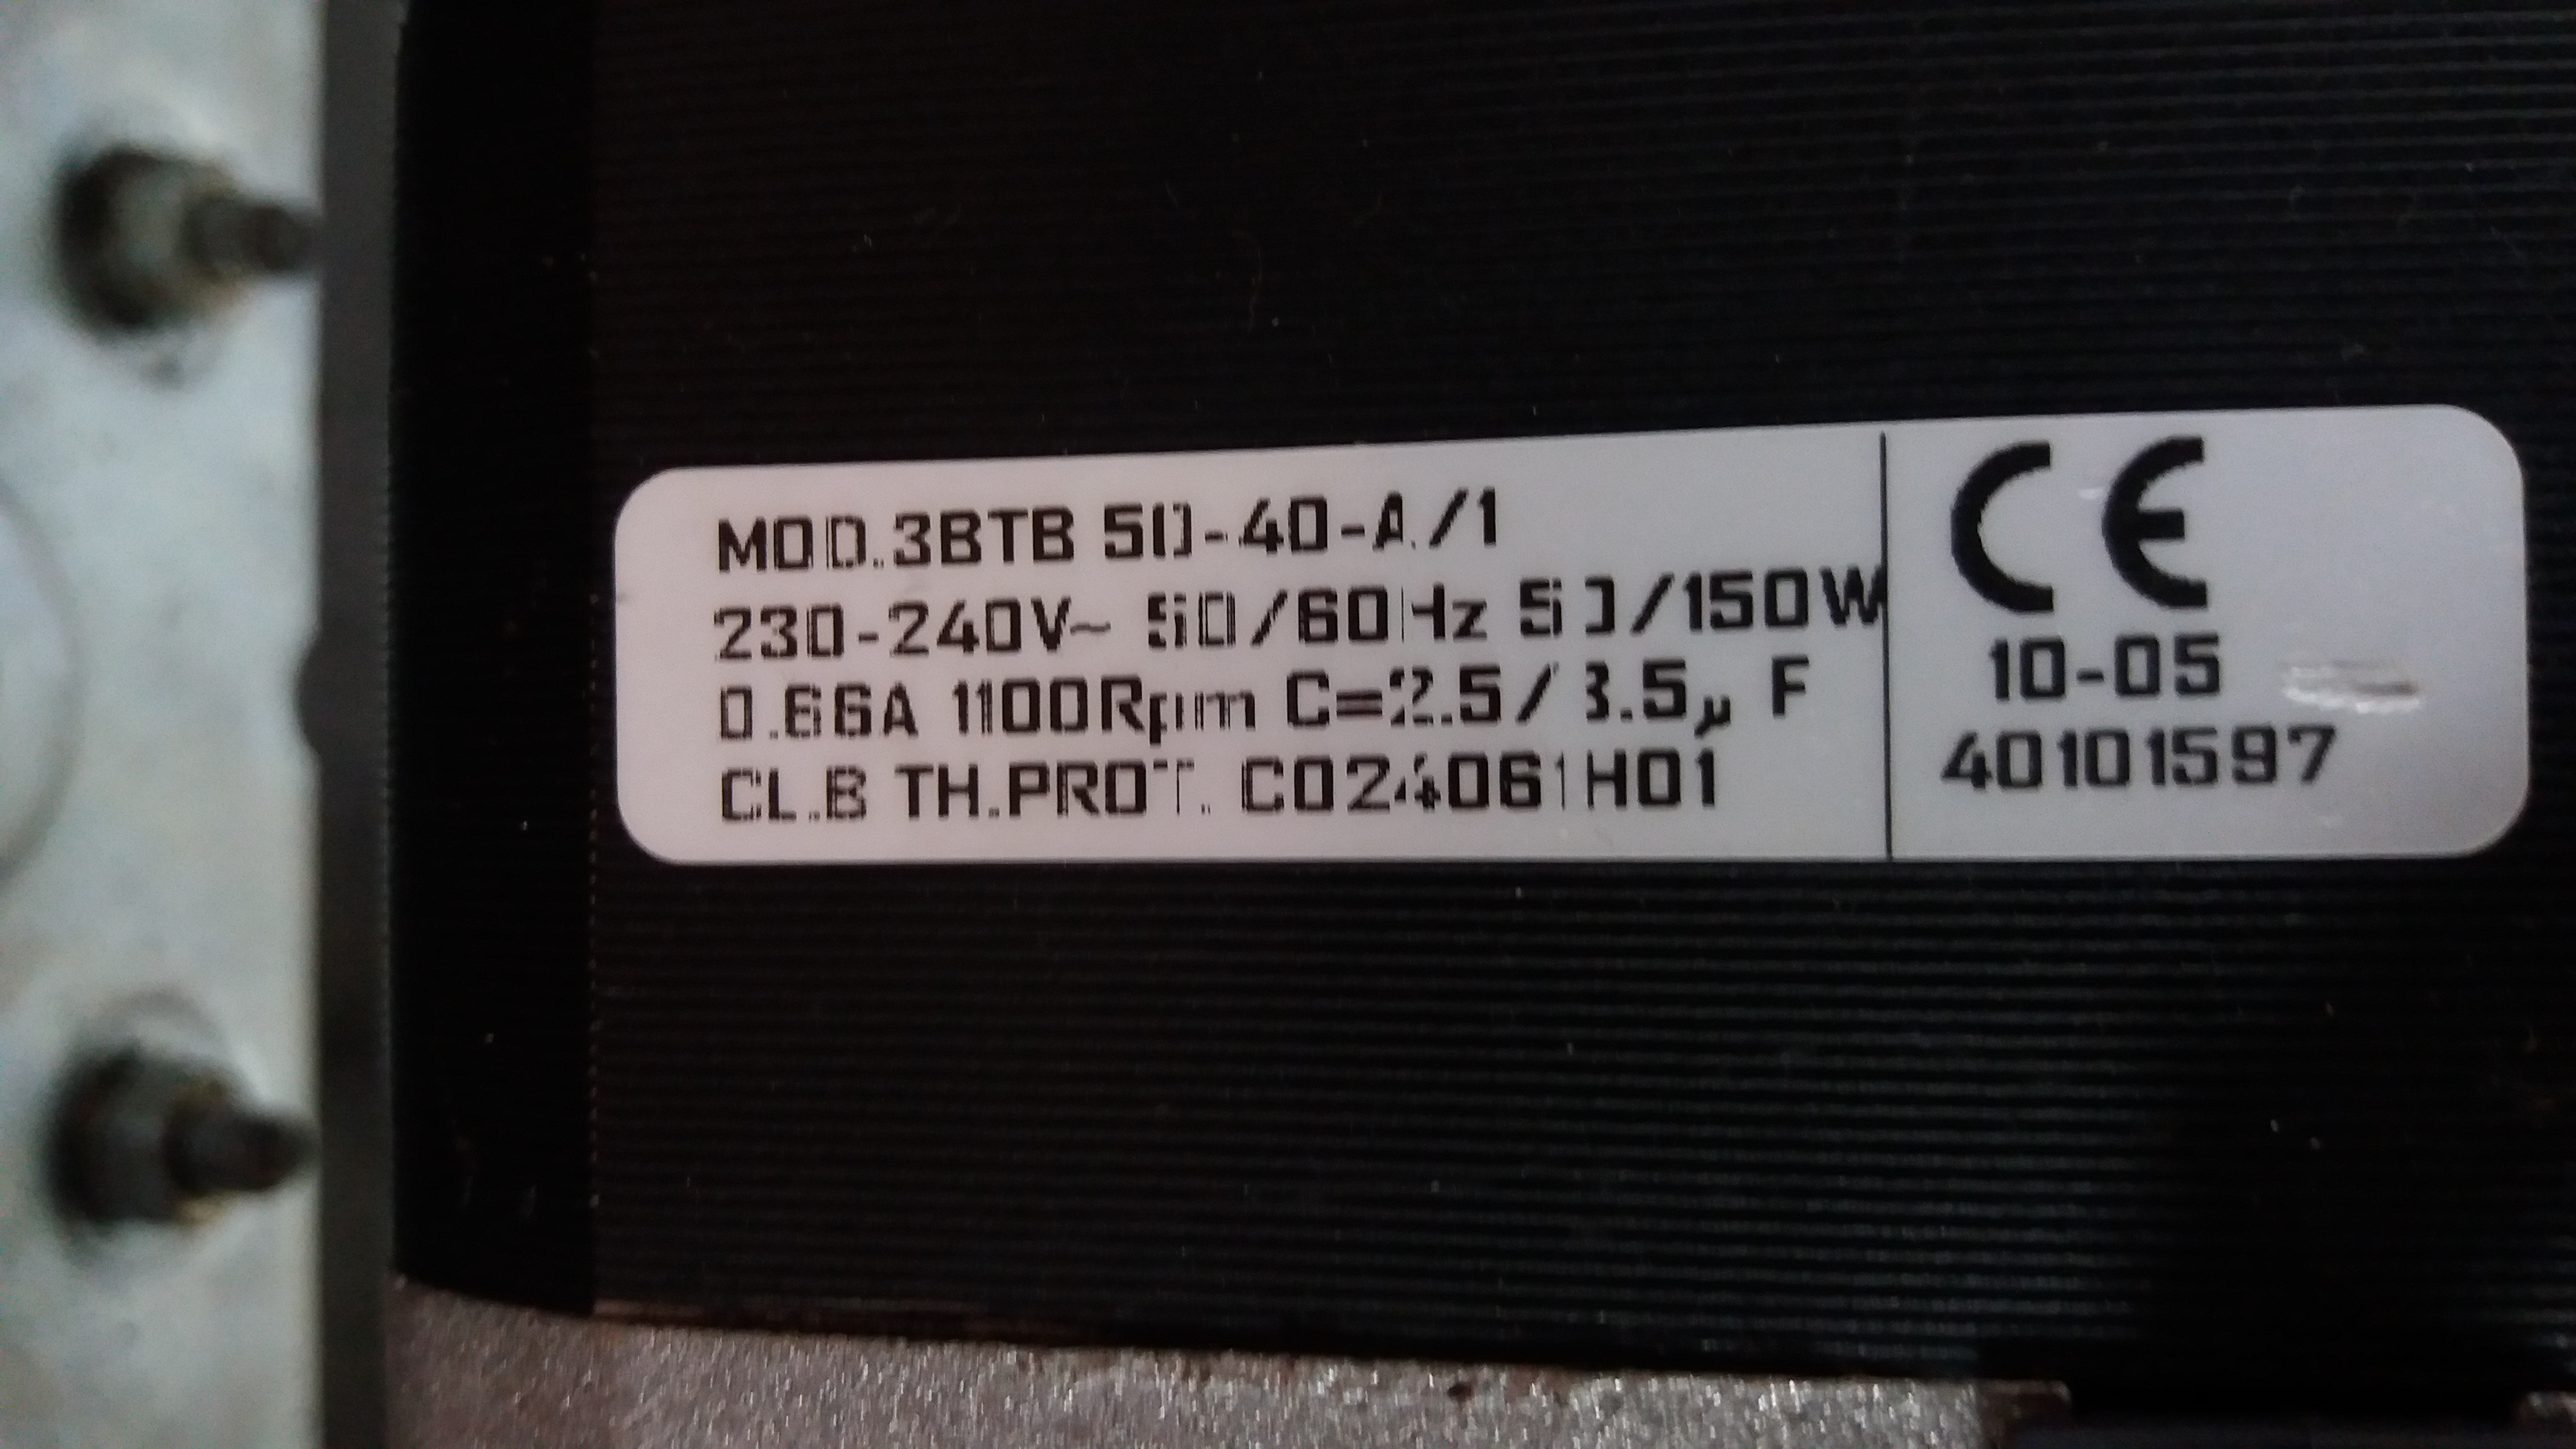 MOD.3BTB 50-40-A/1
230-240V~ 50/60Hz 50/150W
0.66A 1100Rpm C=2.5/3.5µ F
CL.B TH.PROT. C024061H01
CE
10-05
40101597